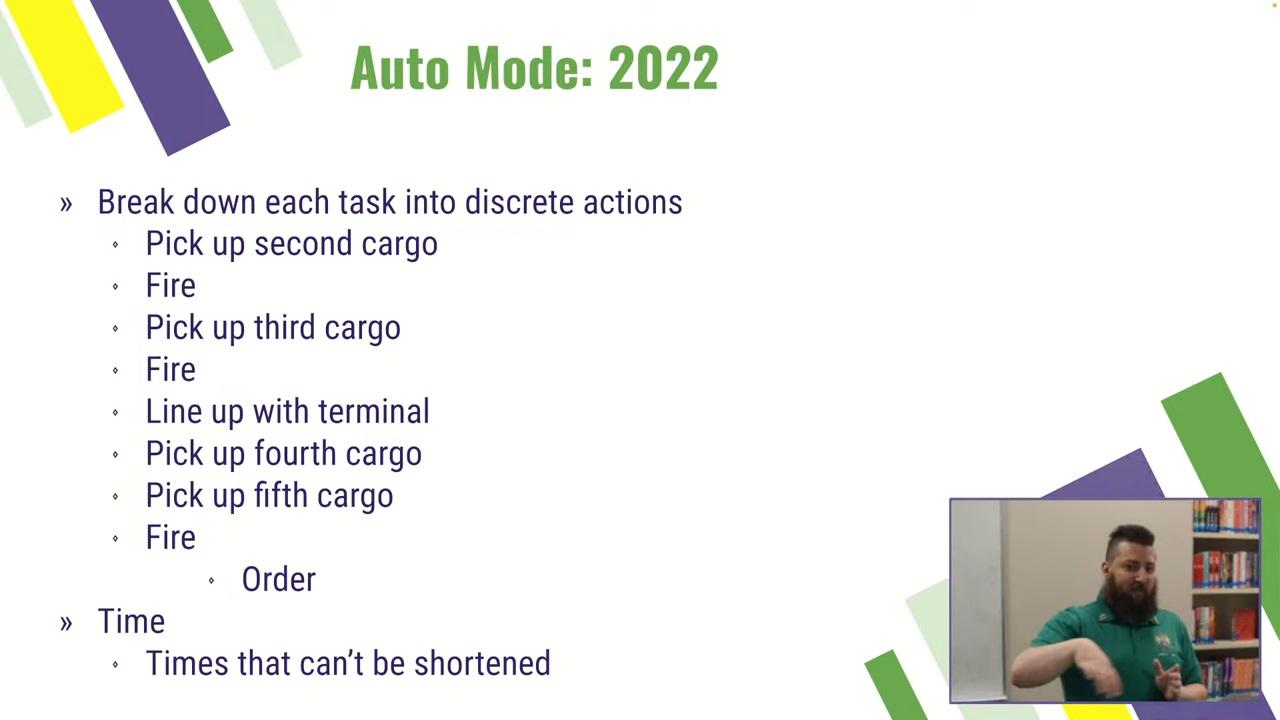 Auto Mode: 2022
» Break down each task into discrete actions
Pick up second cargo
Fire
Pick up third cargo
Fire
Line up with terminal
Pick up fourth cargo
Pick up fifth cargo
Fire
Order
» Time
Times that can’t be shortened